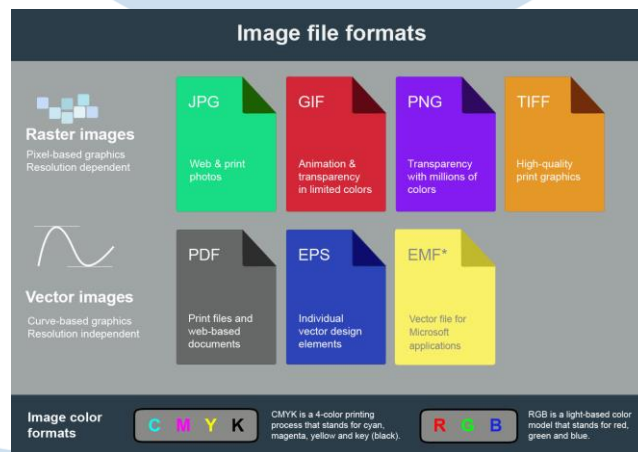 Image file formats
Raster images
Pixel-based graphics
Resolution dependent
JPG
Web & print
photos
GIF
Animation &
transparency
in limited colors
PNG
Transparency
with millions of
colors
TIFF
High-quality
print graphics
Vector images
Curve-based graphics
Resolution independent
PDF
Print files and
web-based
documents
EPS
Individual
vector design
elements
EMF*
Vector file for
Microsoft
applications
Image color
formats
C M Y K
CMYK is a 4-color printing
process that stands for cyan,
magenta, yellow and key (black).
R G B
RGB is a light-based color
model that stands for red,
green and blue.